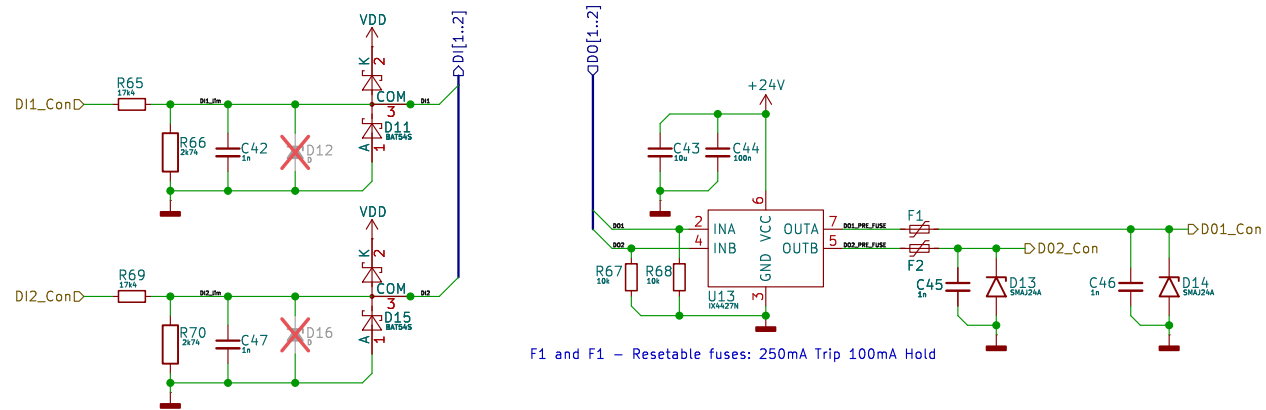 VDD
DI[1..2]
K
2
R65
17k4
DI1_Con
DI1_lim
COM
3
DI1
D11
BAT54S
R66
2k74
C42
1n
D12
D
A
1
VDD
K
2
R69
17k4
DI2_Con
DI2_lim
COM
3
DI2
D15
BAT54S
R70
2k74
C47
1n
D16
D
A
1
DO[1..2]
+24V
C43
10u
C44
100n
6
DO1
2
INA
VCC
OUTA
7
DO1_PRE_FUSE
F1
DO1_Con
DO2
4
INB
OUTB
5
DO2_PRE_FUSE
F2
DO2_Con
GND
3
R67
10k
R68
10k
U13
IX4427N
C45
1n
D13
SMAJ24A
C46
1n
D14
SMAJ24A
F1 and F1 – Resetable fuses: 250mA Trip 100mA Hold